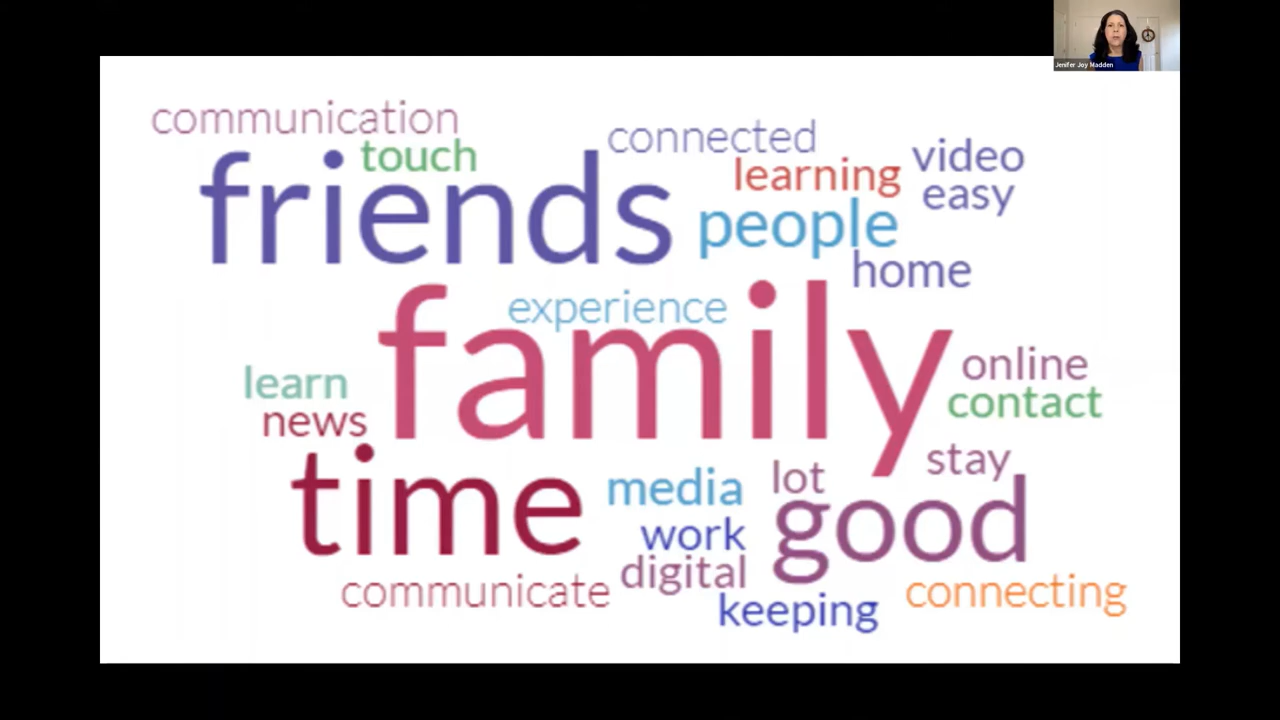 Jenifer Joy Madden
communication
connected
touch
video
learning
easy
friends
people
home
experience
family
online
learn
contact
news
stay
time
media
lot
good
work
digital
communicate
connecting
keeping